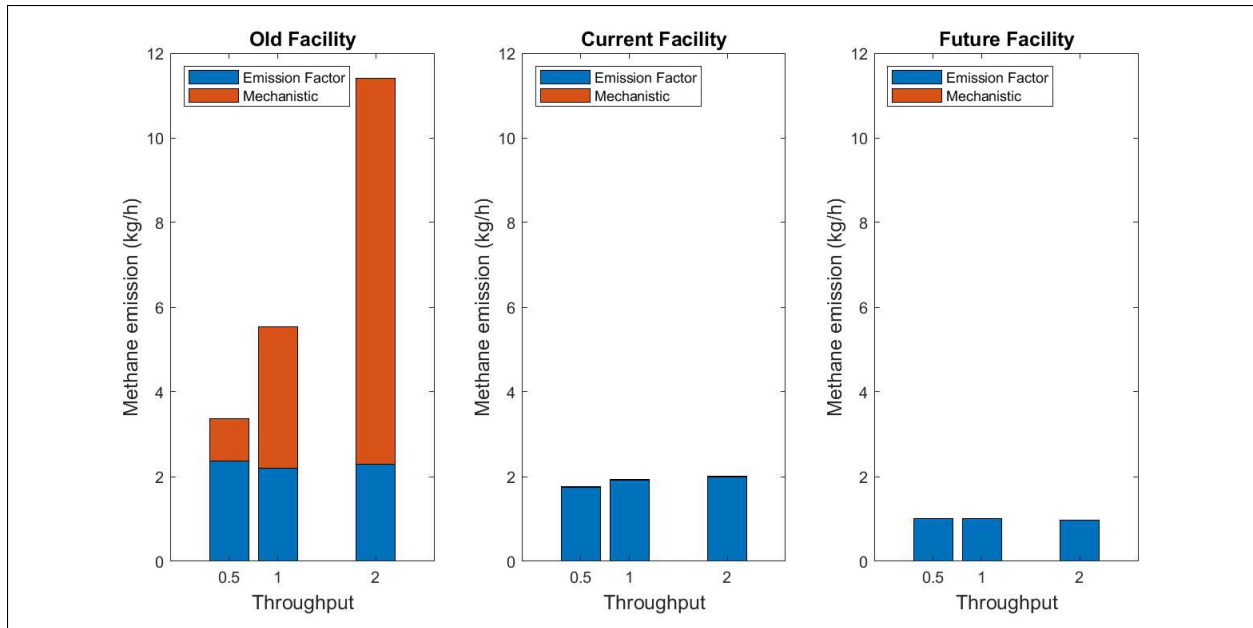 Old Facility
Emission Factor
Mechanistic
12
10
8
6
4
2
0
Methane emission (kg/h)
0.5 1 2
Throughput
Current Facility
Emission Factor
Mechanistic
12
10
8
6
4
2
0
Methane emission (kg/h)
0.5 1 2
Throughput
Future Facility
Emission Factor
Mechanistic
12
10
8
6
4
2
0
Methane emission (kg/h)
0.5 1 2
Throughput